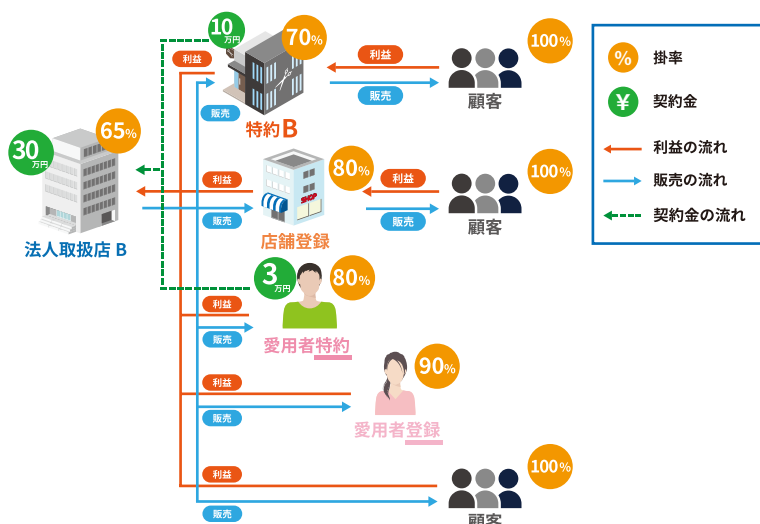 10万円
70%
利益
販売
特約B
利益
販売
100%
顧客
30万円
65%
法人取扱店 B
利益
販売
80%
SHOP
店舗登録
利益
販売
100%
顧客
3万円
80%
利益
販売
愛用者特約
90%
利益
販売
愛用者登録
100%
利益
販売
顧客
% 掛率
¥ 契約金
利益の流れ
販売の流れ
契約金の流れ